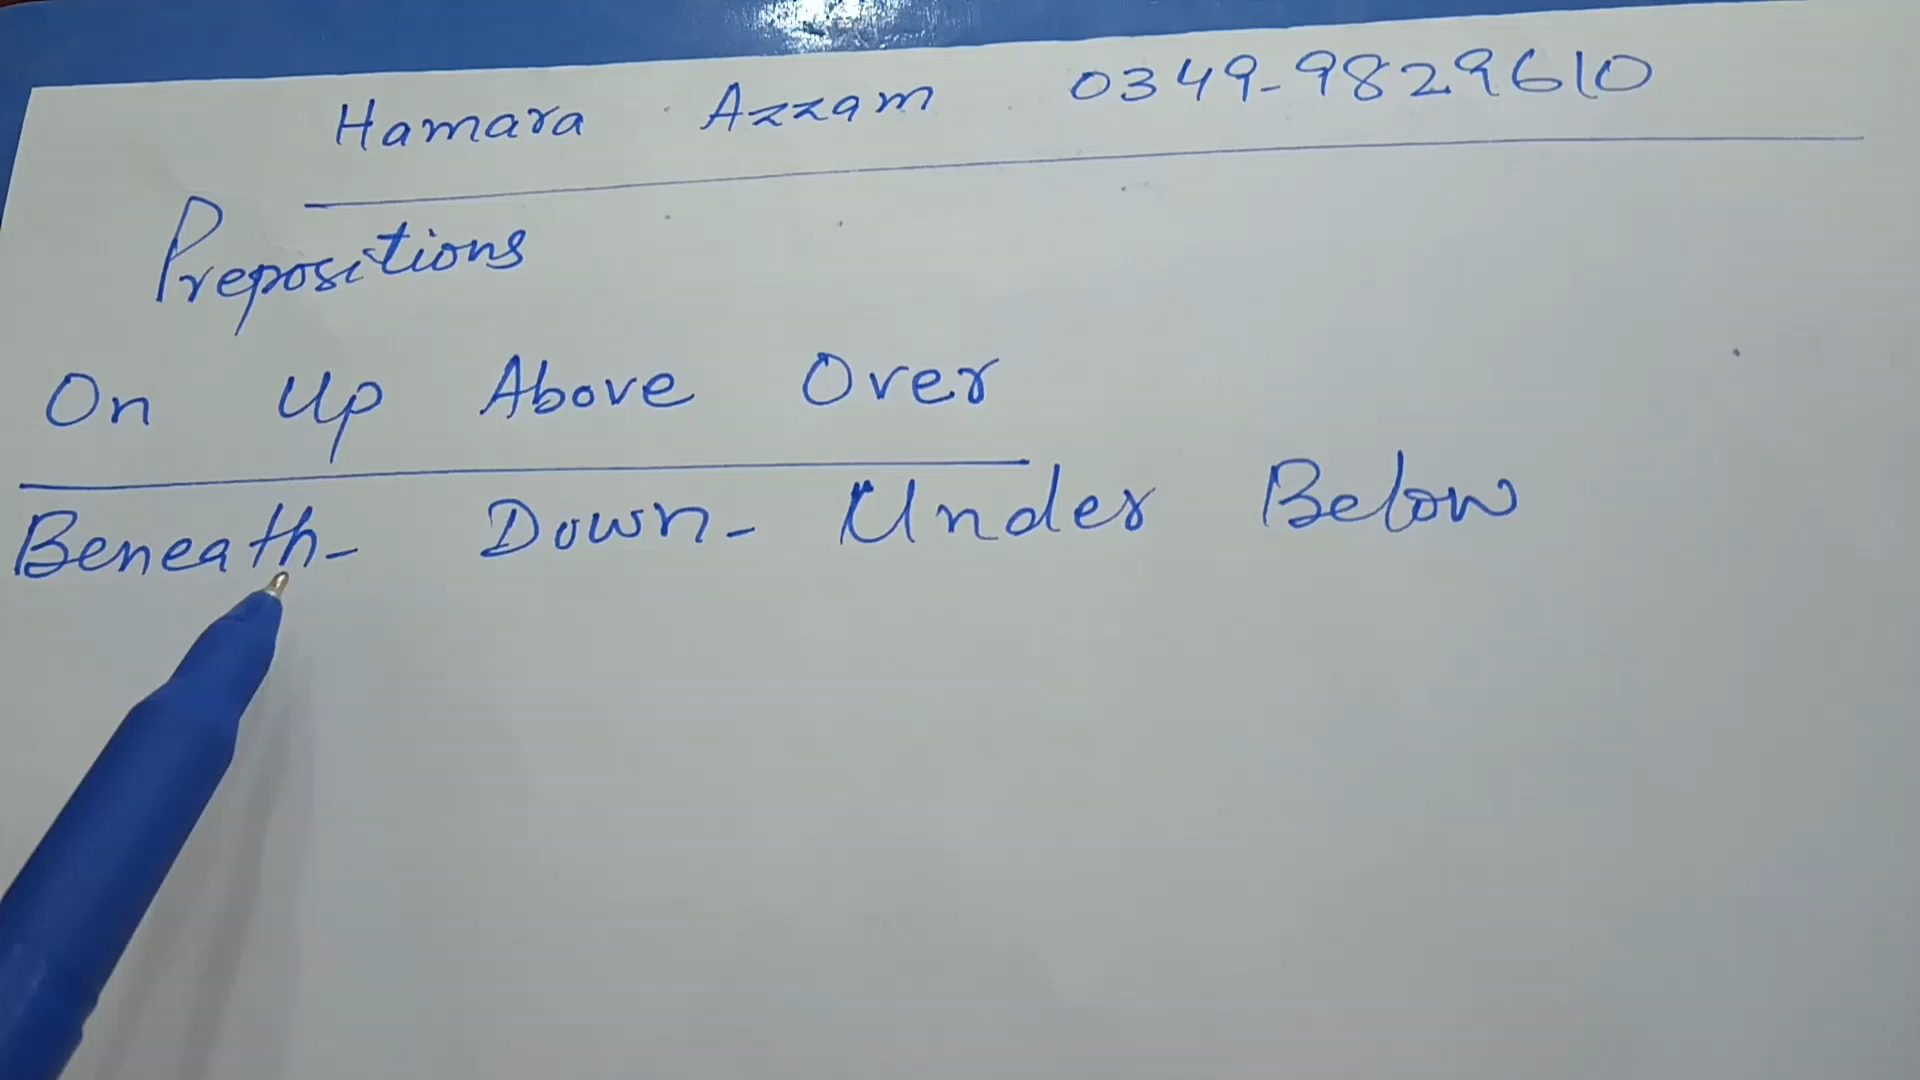 Hamara Azzam 0349-9829610
Prepositions
On Up Above Over
Beneath- Down- Under Below